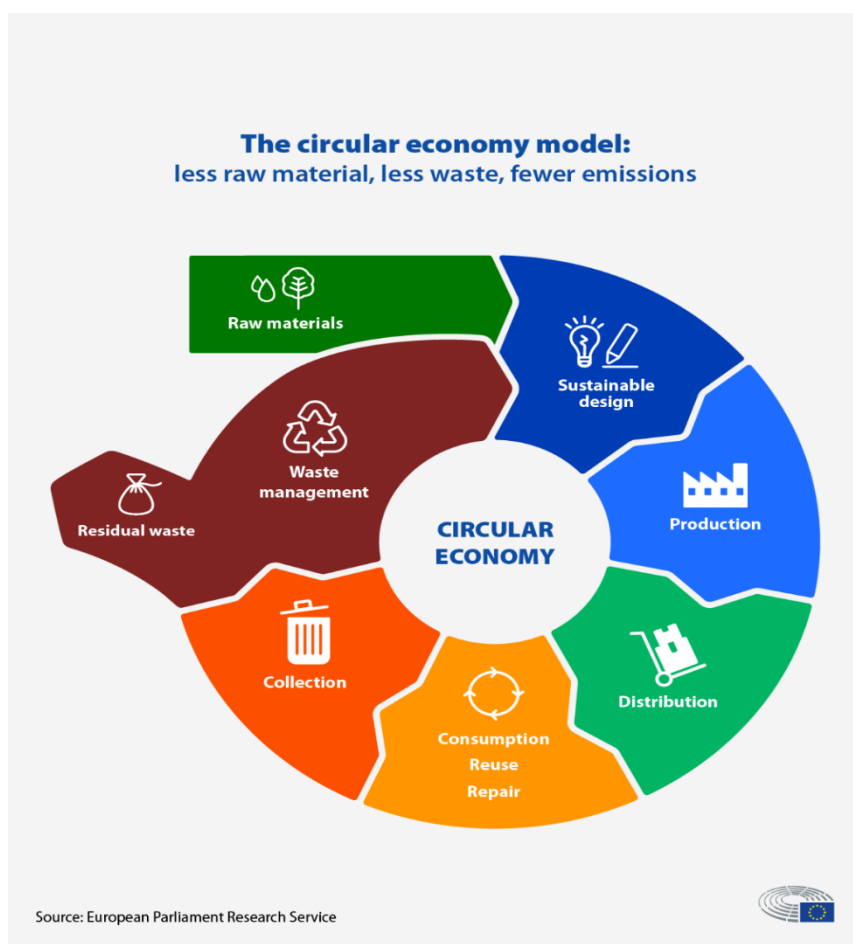 The circular economy model:
less raw material, less waste, fewer emissions
Raw materials
Sustainable
design
Production
Distribution
Consumption
Reuse
Repair
Collection
Waste
management
Residual waste
CIRCULAR
ECONOMY
Source: European Parliament Research Service